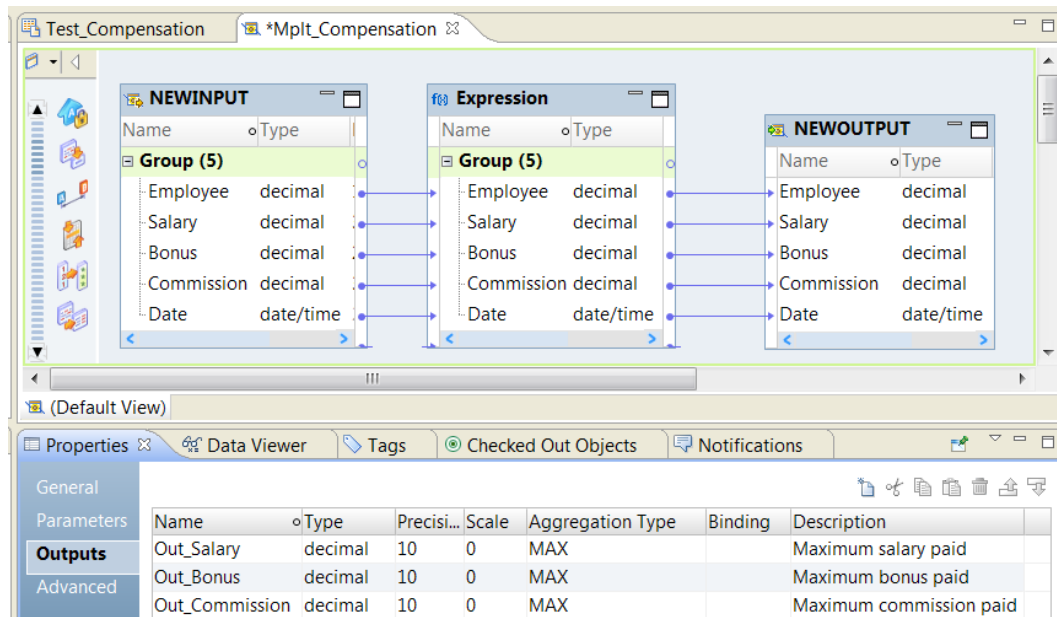 Test_Compensation *Mplt_Compensation
NEWINPUT Expression NEWOUTPUT
Name Type Name Type Name Type
Group (5) Group (5)
Employee decimal Employee decimal Employee decimal
Salary decimal Salary decimal Salary decimal
Bonus decimal Bonus decimal Bonus decimal
Commission decimal Commission decimal Commission decimal
Date date/time Date date/time Date date/time
(Default View)
Properties Data Viewer Tags Checked Out Objects Notifications
General
Parameters
Outputs
Advanced
Name Type Precisi... Scale Aggregation Type Binding Description
Out_Salary decimal 10 0 MAX Maximum salary paid
Out_Bonus decimal 10 0 MAX Maximum bonus paid
Out_Commission decimal 10 0 MAX Maximum commission paid